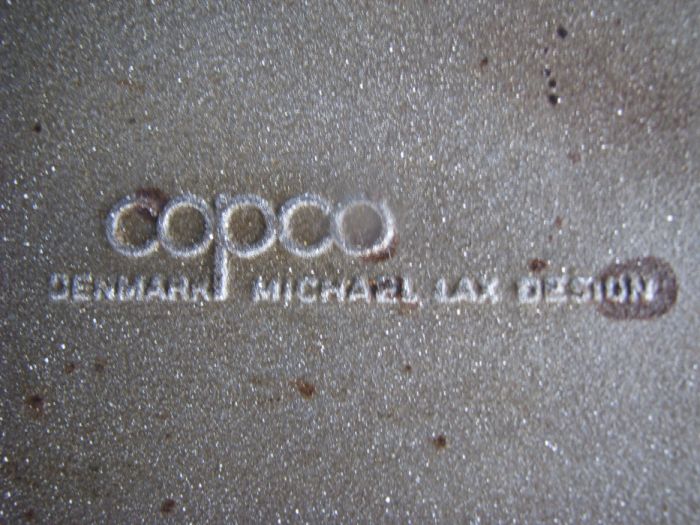 copco
DENMARK MICHAEL LAX DESIGN